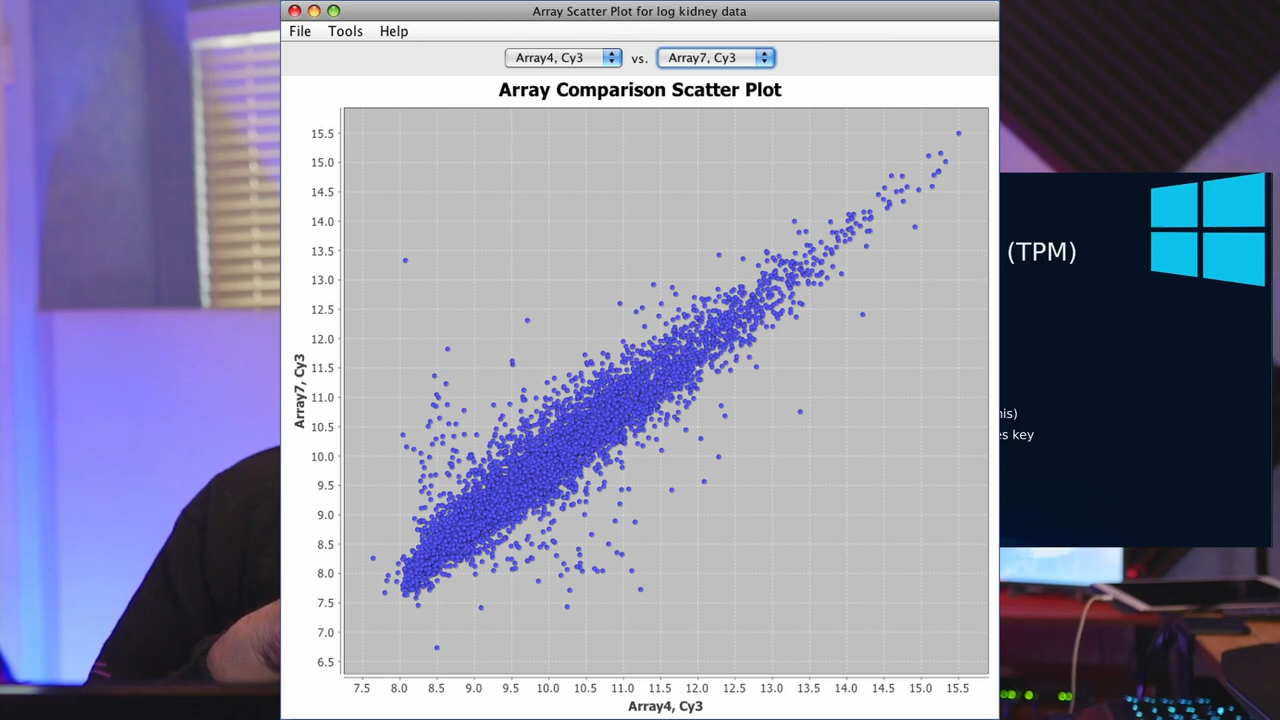 Array Scatter Plot for log kidney data
File Tools Help
Array4, Cy3 vs. Array7, Cy3
Array Comparison Scatter Plot
15.5
15.0
14.5
14.0
13.5
13.0
12.5
12.0
11.5
11.0
10.5
10.0
9.5
9.0
8.5
8.0
7.5
7.0
6.5
Array7, Cy3
7.5 8.0 8.5 9.0 9.5 10.0 10.5 11.0 11.5 12.0 12.5 13.0 13.5 14.0 14.5 15.0 15.5
Array4, Cy3
(TPM)
his)
es key